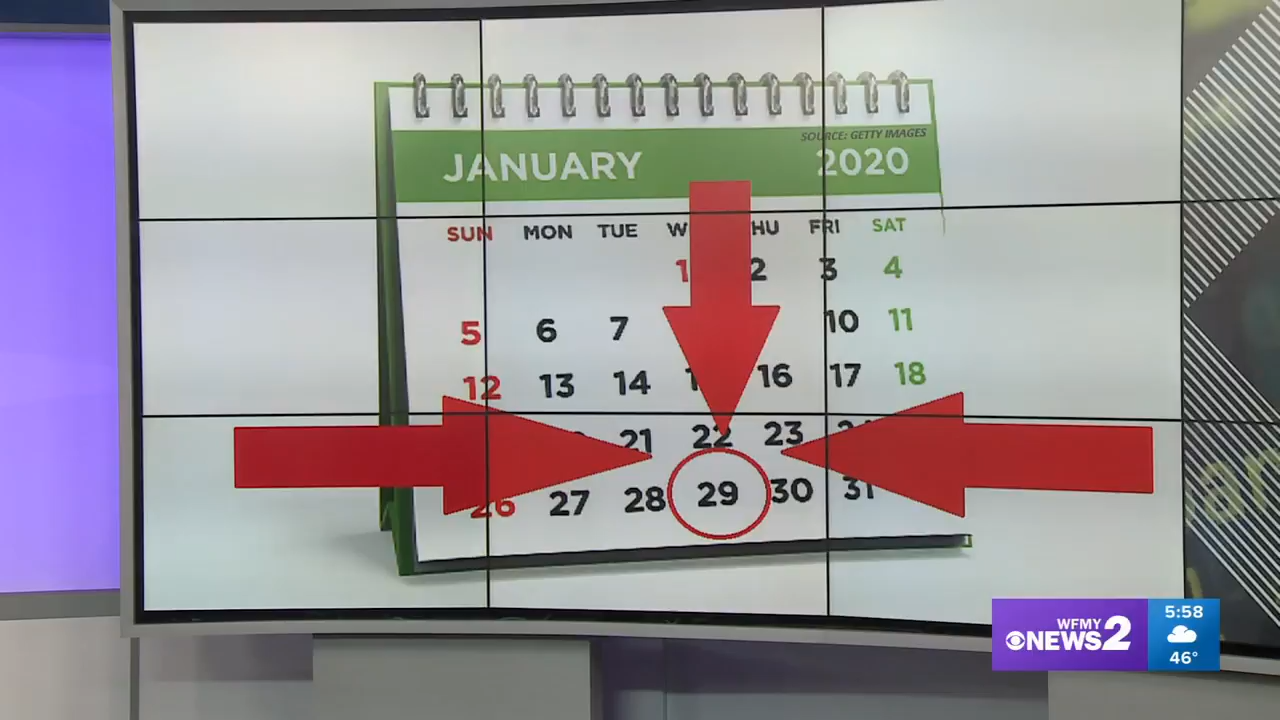 SOURCE: GETTY IMAGES
JANUARY 2020
SUN MON TUE W HU FRI SAT
1 2 3 4
5 6 7 10 11
12 13 14 1 16 17 18
21 22 23
26 27 28 29 30 31
WFMY
NEWS 2
5:58
46°